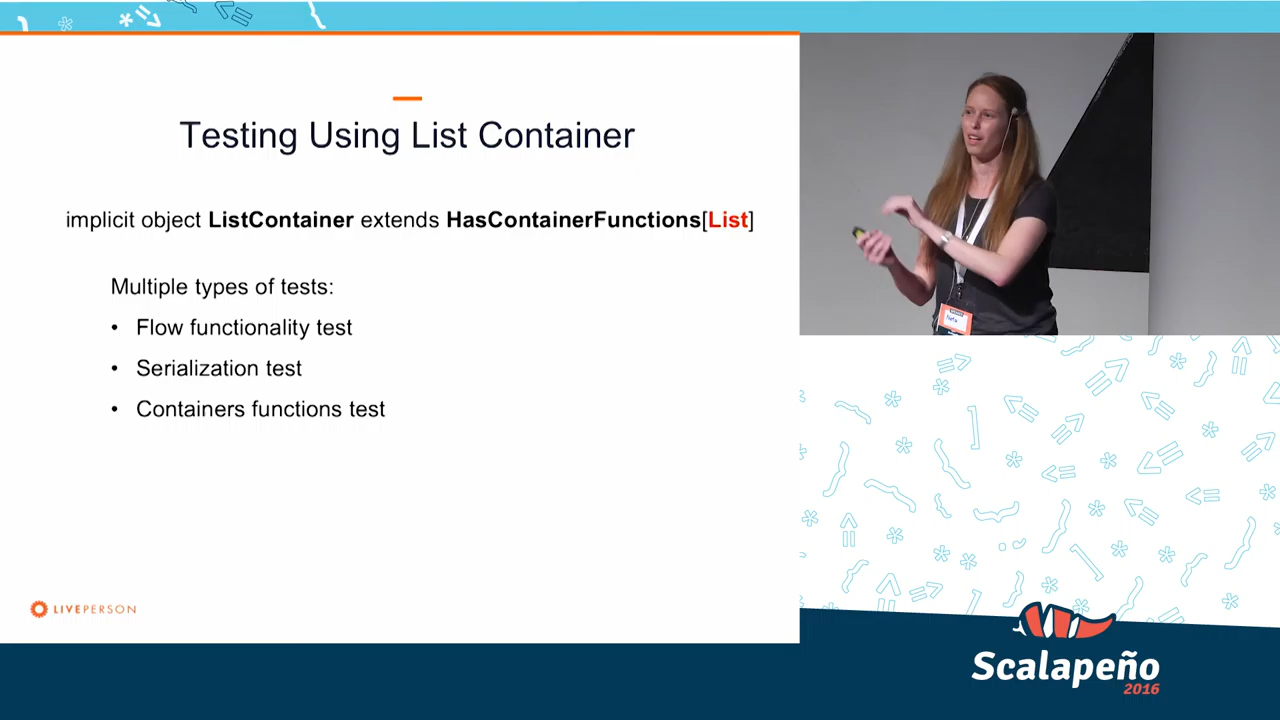 Testing Using List Container
implicit object ListContainer extends HasContainerFunctions[List]
Multiple types of tests:
• Flow functionality test
• Serialization test
• Containers functions test
LIVEPERSON
Scalapeño
2016